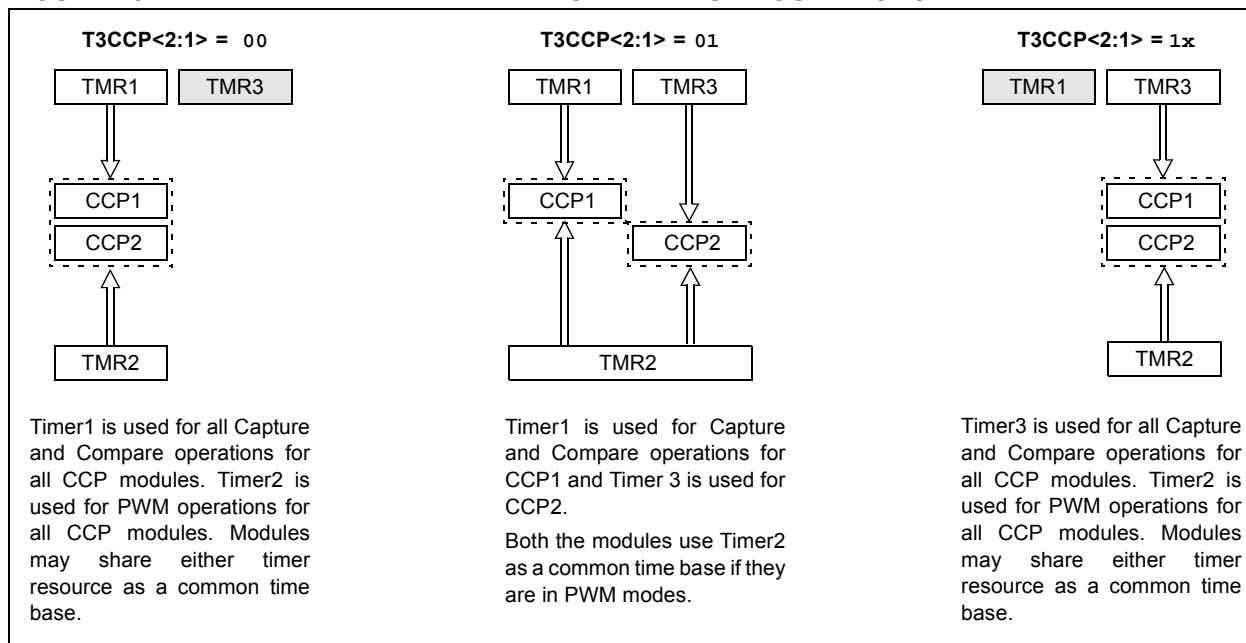 T3CCP<2:1> = 00
TMR1 TMR3
CCP1
CCP2
TMR2
Timer1 is used for all Capture
and Compare operations for
all CCP modules. Timer2 is
used for PWM operations for
all CCP modules. Modules
may share either timer
resource as a common time
base.
T3CCP<2:1> = 01
TMR1 TMR3
CCP1
CCP2
TMR2
Timer1 is used for Capture
and Compare operations for
CCP1 and Timer 3 is used for
CCP2.
Both the modules use Timer2
as a common time base if they
are in PWM modes.
T3CCP<2:1> = 1x
TMR1 TMR3
CCP1
CCP2
TMR2
Timer3 is used for all Capture
and Compare operations for
all CCP modules. Timer2 is
used for PWM operations for
all CCP modules. Modules
may share either timer
resource as a common time
base.